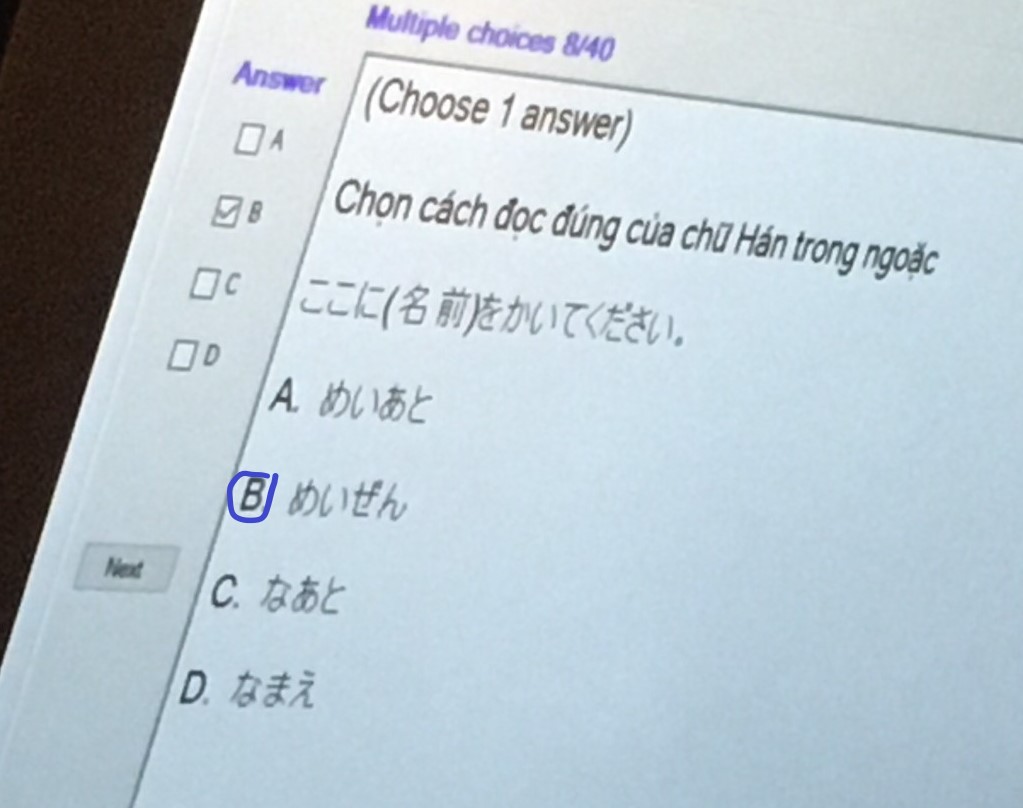 Multiple choices 8/40
Answer
A
B
C
D
(Choose 1 answer)
Chọn cách đọc đúng của chữ Hán trong ngoặc
ここに(名前)をかいてください。
A. めいあと
B. めいぜん
C. なあと
D. なまえ
Next